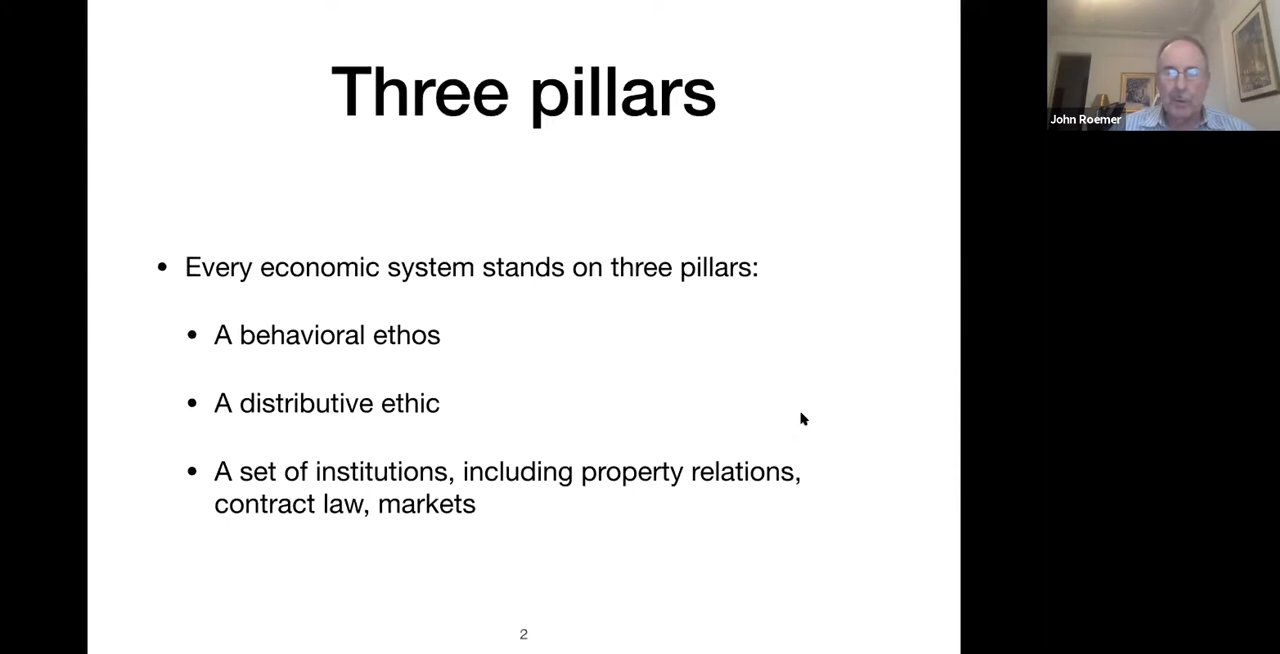 Three pillars
John Roemer
• Every economic system stands on three pillars:
• A behavioral ethos
• A distributive ethic
• A set of institutions, including property relations,
contract law, markets
2